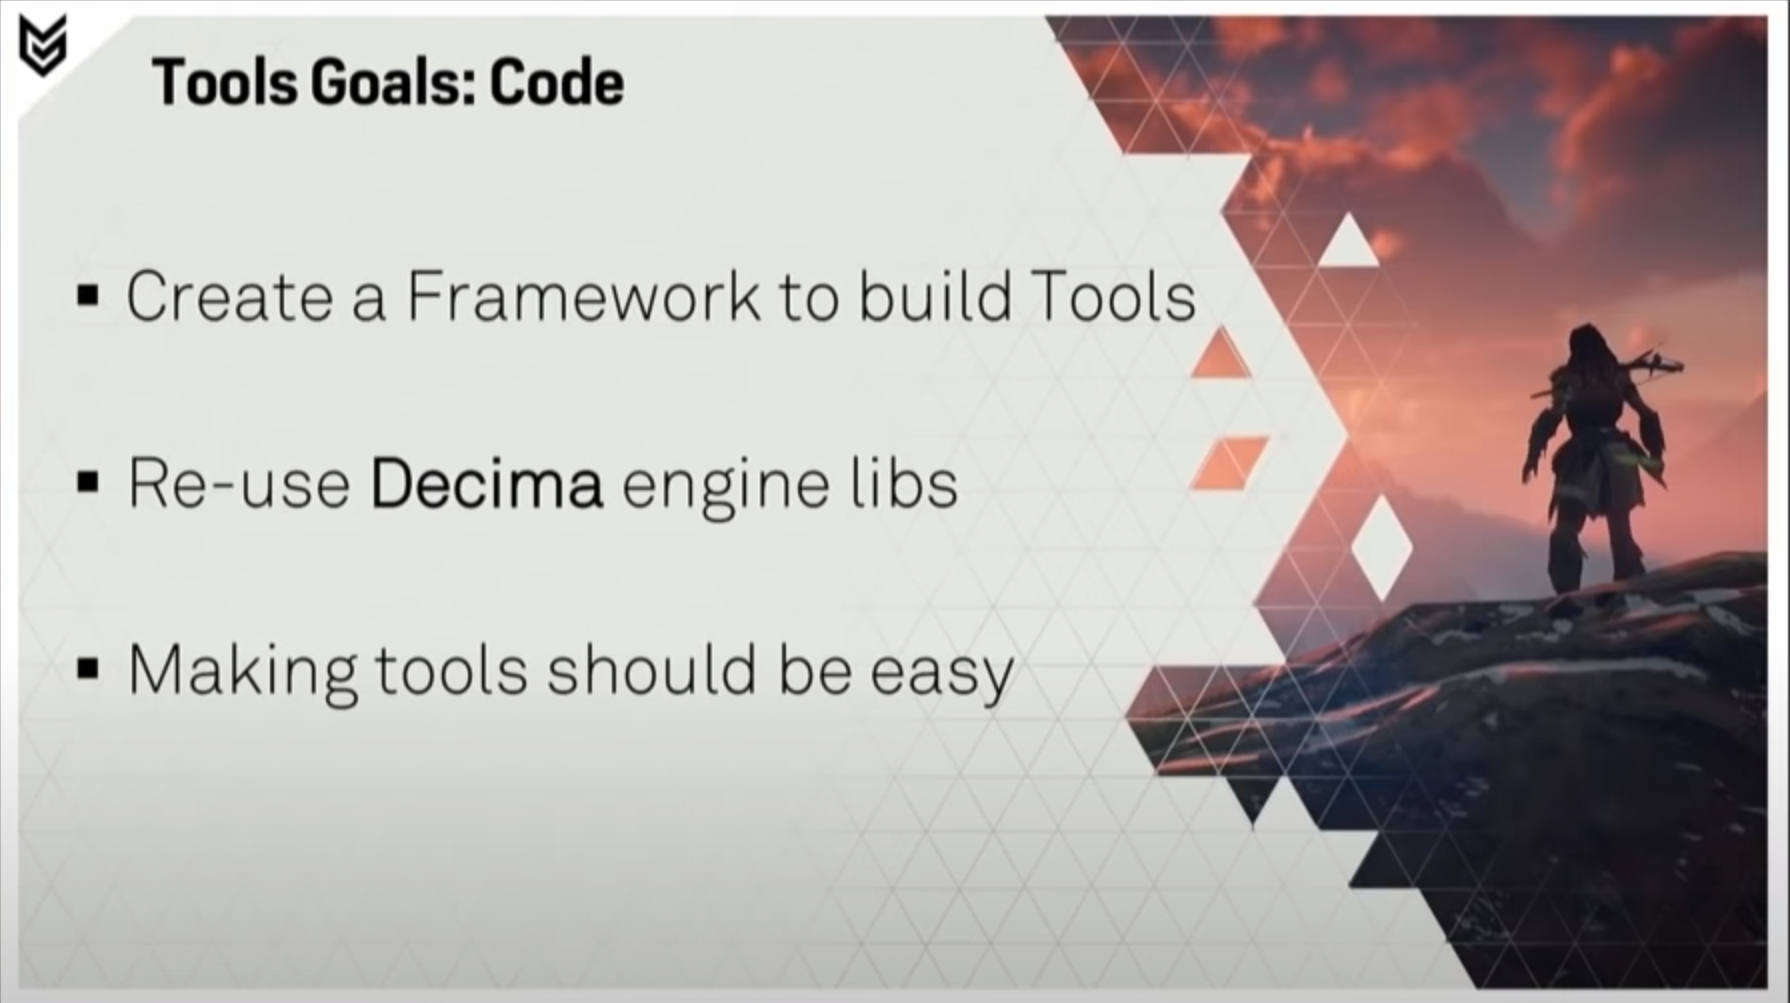 Tools Goals: Code
Create a Framework to build Tools
Re-use Decima engine libs
Making tools should be easy